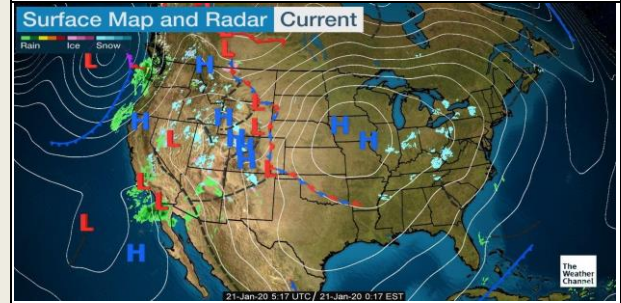 Surface Map and Radar Current
Rain Ice Snow
L
L
L
L
H
L
H
H
L
H
L
H
H
H
H
H
L
L
L
L
H
The
Weather
Channel
21-Jan-20 5:17 UTC / 21-Jan-20 0:17 EST